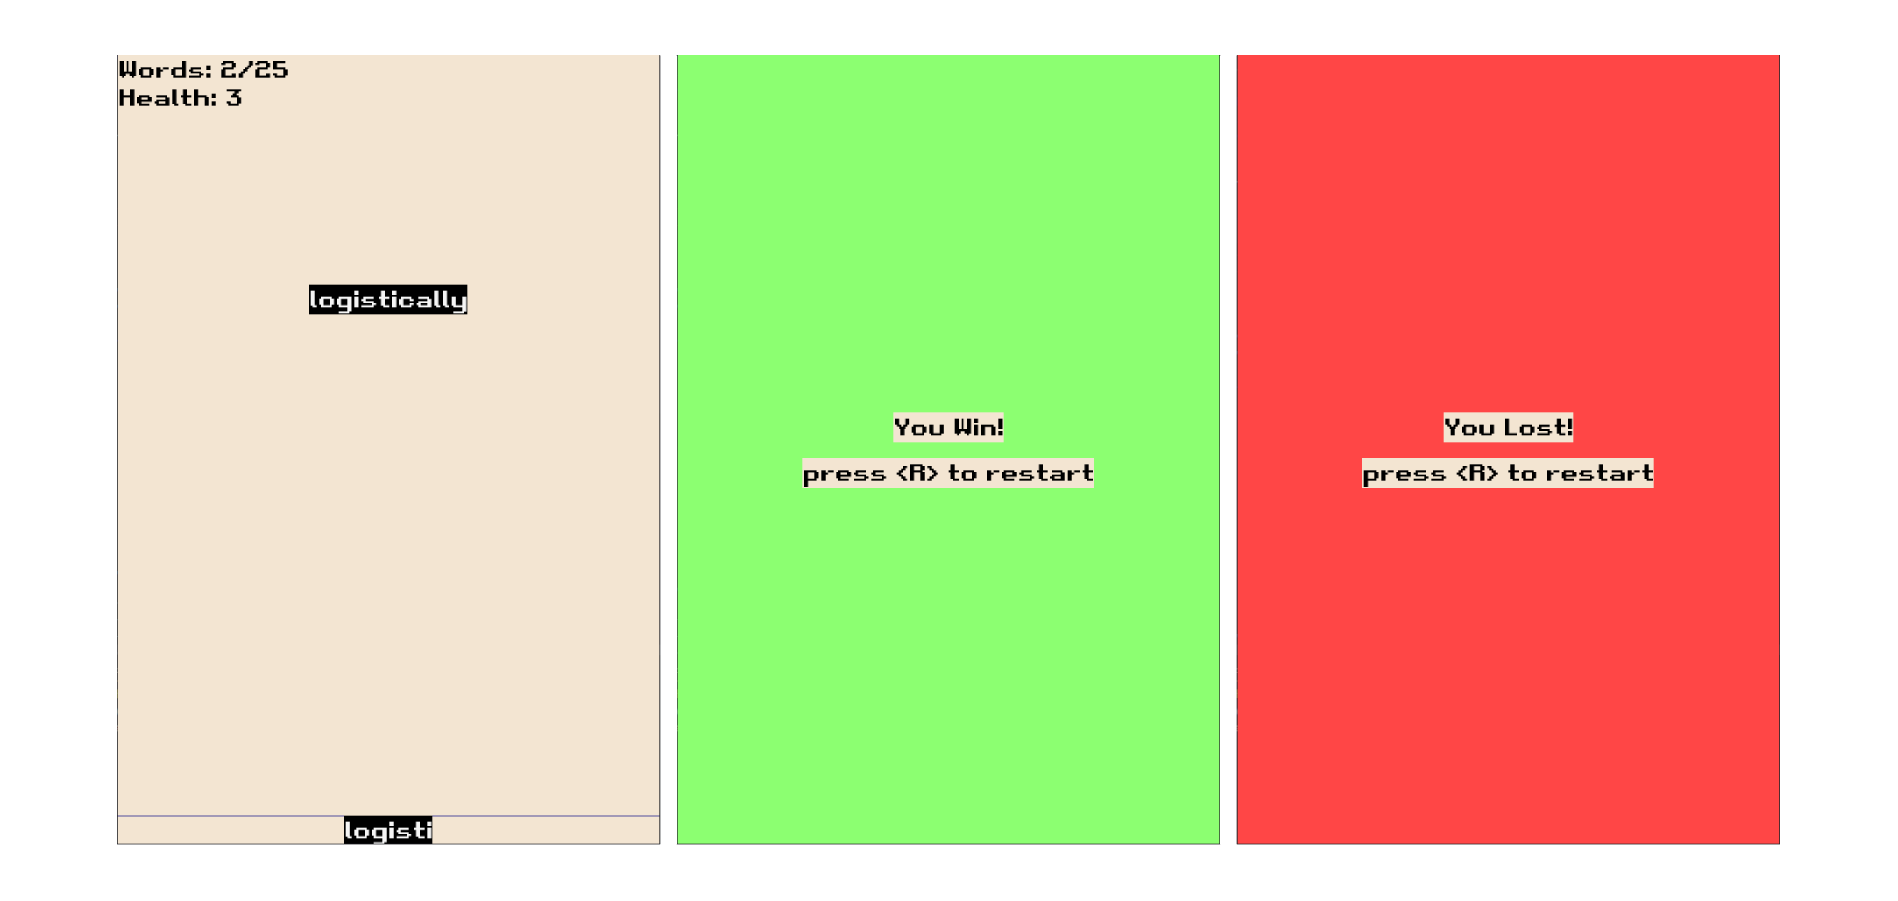 Words: 2/25
Health: 3
logistically
logisti
You Win!
press <R> to restart
You Lost!
press <R> to restart